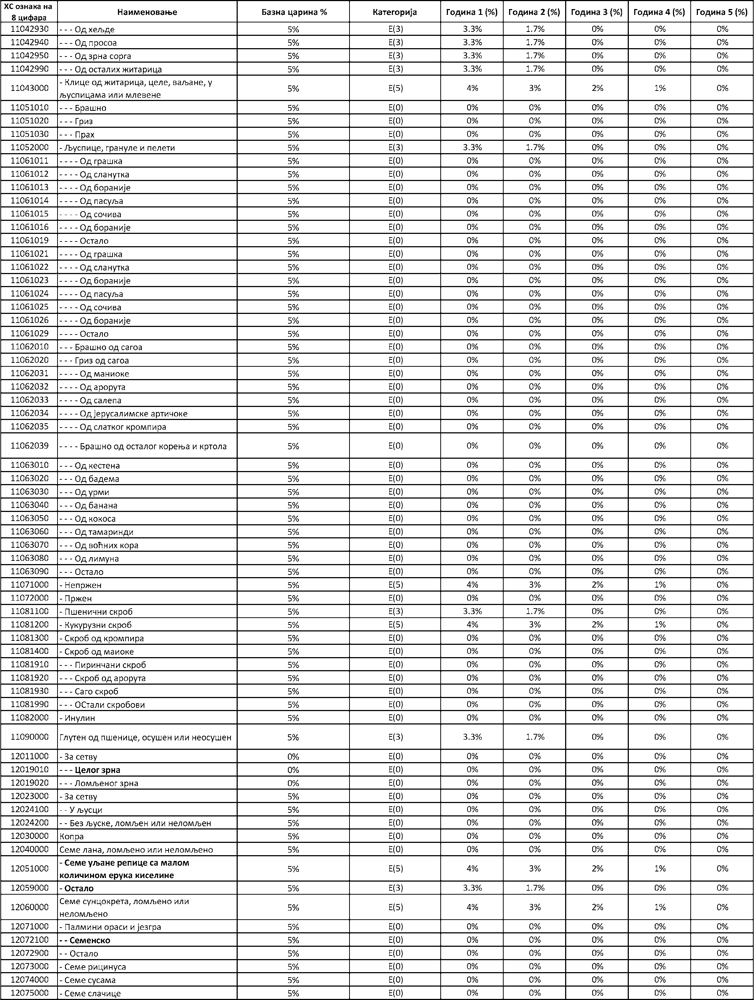 ХС ознака на 8 цифара Наименовање Базна царина % Категорија Година 1 (%) Година 2 (%) Година 3 (%) Година 4 (%) Година 5 (%)
11042930 - - - Од хељде 5% E(3) 3.3% 1.7% 0% 0% 0%
11042940 - - - Од просоа 5% E(3) 3.3% 1.7% 0% 0% 0%
11042950 - - - Од зрна сорга 5% E(3) 3.3% 1.7% 0% 0% 0%
11042990 - - - Од осталих житарица 5% E(3) 3.3% 1.7% 0% 0% 0%
11043000 - Клице од житарица, целе, ваљане, у љуспицама или млевене 5% E(5) 4% 3% 2% 1% 0%
11051010 - - - Брашно 5% E(0) 0% 0% 0% 0% 0%
11051020 - - - Гриз 5% E(0) 0% 0% 0% 0% 0%
11051030 - - - Прах 5% E(0) 0% 0% 0% 0% 0%
11052000 - Љуспице, грануле и пелети 5% E(3) 3.3% 1.7% 0% 0% 0%
11061011 - - - - Од грашка 5% E(0) 0% 0% 0% 0% 0%
11061012 - - - - Од сланутка 5% E(0) 0% 0% 0% 0% 0%
11061013 - - - - Од бораније 5% E(0) 0% 0% 0% 0% 0%
11061014 - - - - Од пасуља 5% E(0) 0% 0% 0% 0% 0%
11061015 - - - - Од сочива 5% E(0) 0% 0% 0% 0% 0%
11061016 - - - - Од бораније 5% E(0) 0% 0% 0% 0% 0%
11061019 - - - - Остало 5% E(0) 0% 0% 0% 0% 0%
11061021 - - - - Од грашка 5% E(0) 0% 0% 0% 0% 0%
11061022 - - - - Од сланутка 5% E(0) 0% 0% 0% 0% 0%
11061023 - - - - Од бораније 5% E(0) 0% 0% 0% 0% 0%
11061024 - - - - Од пасуља 5% E(0) 0% 0% 0% 0% 0%
11061025 - - - - Од сочива 5% E(0) 0% 0% 0% 0% 0%
11061026 - - - - Од бораније 5% E(0) 0% 0% 0% 0% 0%
11061029 - - - - Остало 5% E(0) 0% 0% 0% 0% 0%
11062010 - - - Брашно од сагоа 5% E(0) 0% 0% 0% 0% 0%
11062020 - - - Гриз од сагоа 5% E(0) 0% 0% 0% 0% 0%
11062031 - - - - Од маниоке 5% E(0) 0% 0% 0% 0% 0%
11062032 - - - - Од арорута 5% E(0) 0% 0% 0% 0% 0%
11062033 - - - - Од салепа 5% E(0) 0% 0% 0% 0% 0%
11062034 - - - - Од јерусалимске артичоке 5% E(0) 0% 0% 0% 0% 0%
11062035 - - - - Од слатког кромпира 5% E(0) 0% 0% 0% 0% 0%
11062039 - - - - Брашно од осталог корења и кртола 5% E(0) 0% 0% 0% 0% 0%
11063010 - - - Од кестена 5% E(0) 0% 0% 0% 0% 0%
11063020 - - - Од бадема 5% E(0) 0% 0% 0% 0% 0%
11063030 - - - Од урми 5% E(0) 0% 0% 0% 0% 0%
11063040 - - - Од банана 5% E(0) 0% 0% 0% 0% 0%
11063050 - - - Од кокоса 5% E(0) 0% 0% 0% 0% 0%
11063060 - - - Од тамаринди 5% E(0) 0% 0% 0% 0% 0%
11063070 - - - Од воћних кора 5% E(0) 0% 0% 0% 0% 0%
11063080 - - - Од лимуна 5% E(0) 0% 0% 0% 0% 0%
11063090 - - - Остало 5% E(0) 0% 0% 0% 0% 0%
11071000 - Непржен 5% E(5) 4% 3% 2% 1% 0%
11072000 - Пржен 5% E(0) 0% 0% 0% 0% 0%
11081100 - Пшенични скроб 5% E(3) 3.3% 1.7% 0% 0% 0%
11081200 - Кукурузни скроб 5% E(5) 4% 3% 2% 1% 0%
11081300 - Скроб од кромпира 5% E(0) 0% 0% 0% 0% 0%
11081400 - Скроб од маиоке 5% E(0) 0% 0% 0% 0% 0%
11081910 - - - Пиринчани скроб 5% E(0) 0% 0% 0% 0% 0%
11081920 - - - Скроб од арорута 5% E(0) 0% 0% 0% 0% 0%
11081930 - - - Саго скроб 5% E(0) 0% 0% 0% 0% 0%
11081990 - - - ОСтали скробови 5% E(0) 0% 0% 0% 0% 0%
11082000 - Инулин 5% E(0) 0% 0% 0% 0% 0%
11090000 Глутен од пшенице, осушен или неосушен 5% E(3) 3.3% 1.7% 0% 0% 0%
12011000 - За сетву 0% E(0) 0% 0% 0% 0% 0%
12019010 - - - Целог зрна 0% E(0) 0% 0% 0% 0% 0%
12019020 - - - Ломљеног зрна 0% E(0) 0% 0% 0% 0% 0%
12023000 - За сетву 5% E(0) 0% 0% 0% 0% 0%
12024100 - - У љусци 5% E(0) 0% 0% 0% 0% 0%
12024200 - - Без љуске, ломљен или неломљен 5% E(0) 0% 0% 0% 0% 0%
12030000 Копра 5% E(0) 0% 0% 0% 0% 0%
12040000 Семе лана, ломљено или неломљено 5% E(0) 0% 0% 0% 0% 0%
12051000 - Семе уљане репице са малом количином ерука киселине 5% E(5) 4% 3% 2% 1% 0%
12059000 - Остало 5% E(3) 3.3% 1.7% 0% 0% 0%
12060000 Семе сунцокрета, ломљено или неломљено 5% E(5) 4% 3% 2% 1% 0%
12071000 - Палмини ораси и језгра 5% E(0) 0% 0% 0% 0% 0%
12072100 - - Семенско 5% E(0) 0% 0% 0% 0% 0%
12072900 - - Остало 5% E(0) 0% 0% 0% 0% 0%
12073000 - Семе рицинуса 5% E(0) 0% 0% 0% 0% 0%
12074000 - Семе сусама 5% E(0) 0% 0% 0% 0% 0%
12075000 - Семе слачице 5% E(0) 0% 0% 0% 0% 0%